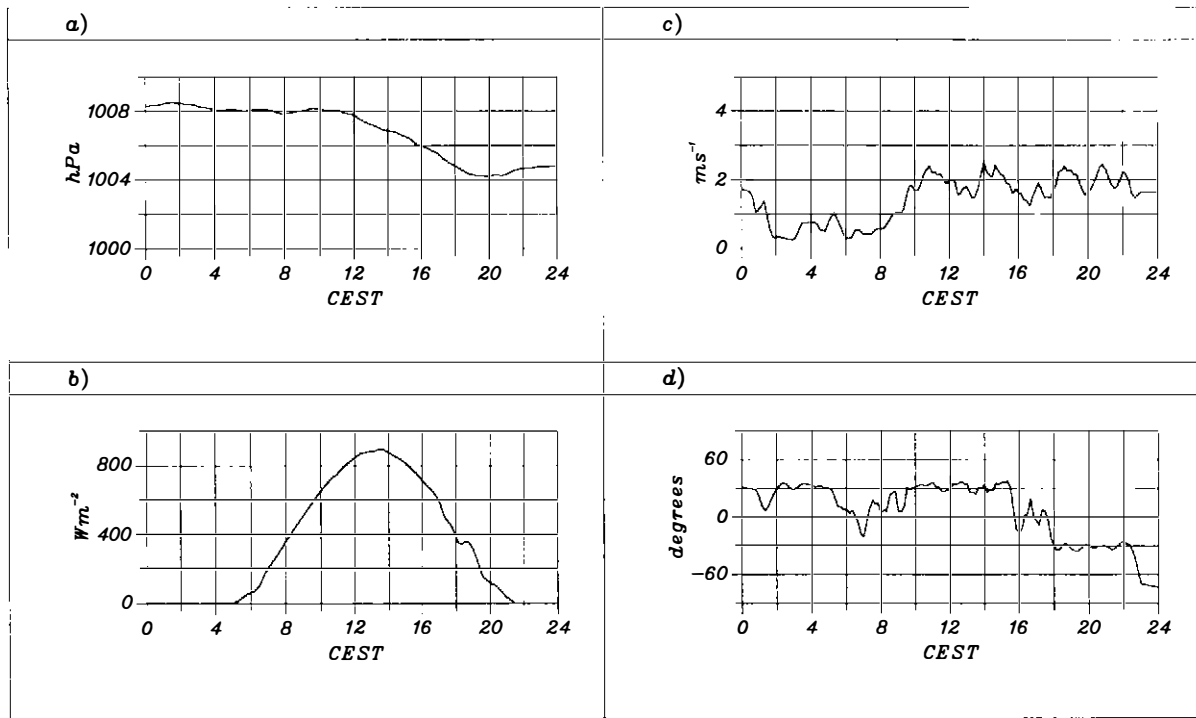 a)
1008
1004
1000
hPa
0 4 8 12 16 20 24
CEST
c)
4
2
0
ms⁻¹
0 4 8 12 16 20 24
CEST
b)
800
400
0
Wm⁻²
0 4 8 12 16 20 24
CEST
d)
60
0
−60
degrees
0 4 8 12 16 20 24
CEST